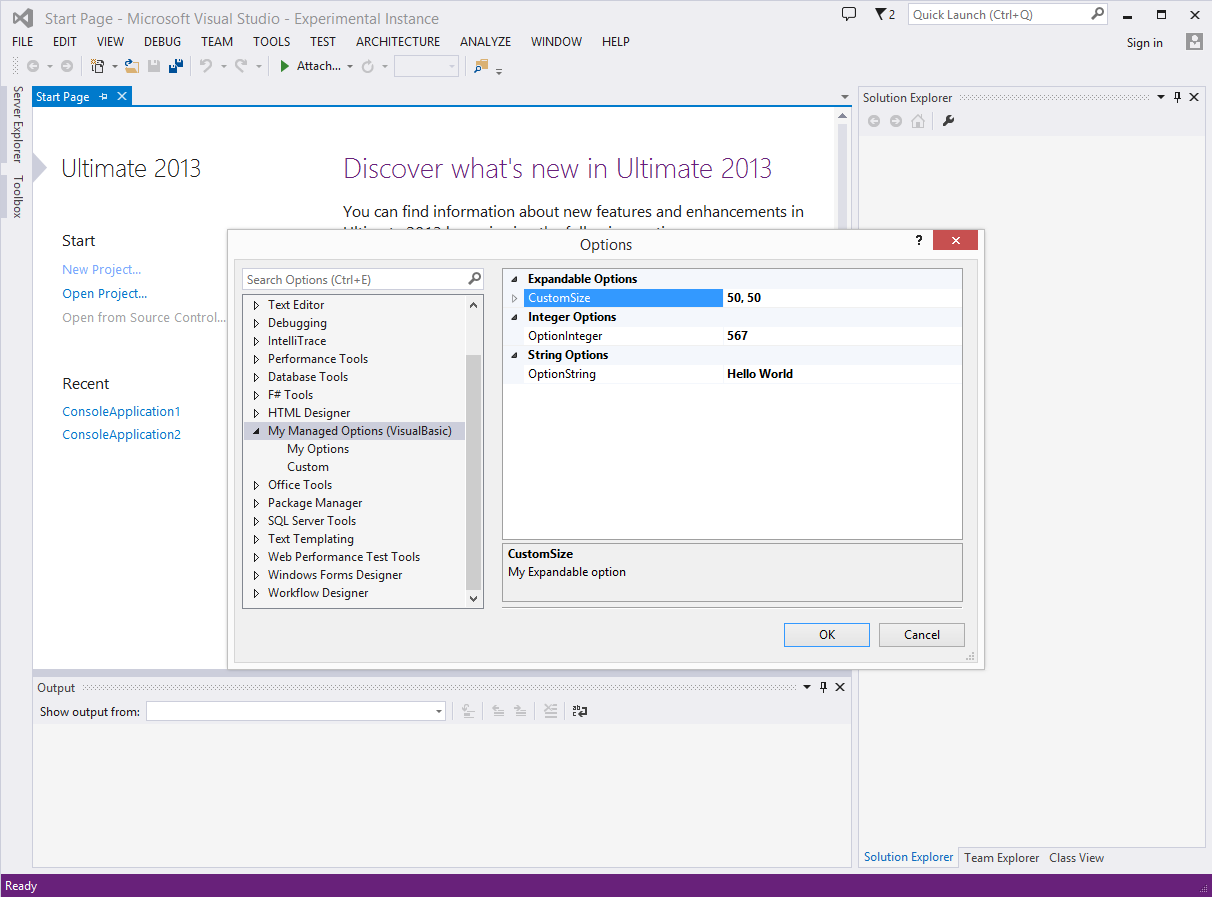 Start Page - Microsoft Visual Studio - Experimental Instance
2
Quick Launch (Ctrl+Q)
FILE EDIT VIEW DEBUG TEAM TOOLS TEST ARCHITECTURE ANALYZE WINDOW HELP
Sign in
Attach...
Server Explorer
Toolbox
Start Page
Ultimate 2013
Start
New Project...
Open Project...
Open from Source Control...
Recent
ConsoleApplication1
ConsoleApplication2
Discover what's new in Ultimate 2013
You can find information about new features and enhancements in
Options
?
Search Options (Ctrl+E)
Text Editor
Debugging
IntelliTrace
Performance Tools
Database Tools
F# Tools
HTML Designer
My Managed Options (VisualBasic)
My Options
Custom
Office Tools
Package Manager
SQL Server Tools
Text Templating
Web Performance Test Tools
Windows Forms Designer
Workflow Designer
Expandable Options
CustomSize 50, 50
Integer Options
OptionInteger 567
String Options
OptionString Hello World
CustomSize
My Expandable option
OK Cancel
Output
Show output from:
Solution Explorer
Solution Explorer Team Explorer Class View
Ready